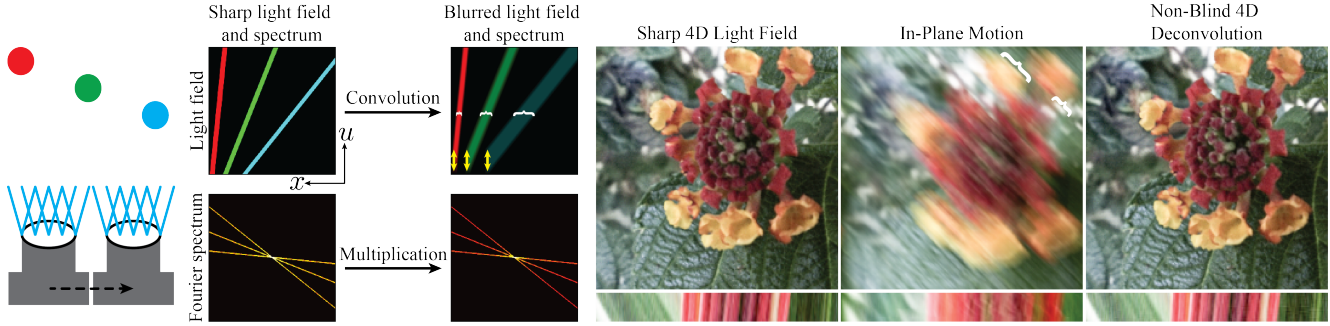 Sharp light field
and spectrum
Blurred light field
and spectrum
Light field
Convolution
u
x
Fourier spectrum
Multiplication
Sharp 4D Light Field
In-Plane Motion
Non-Blind 4D
Deconvolution